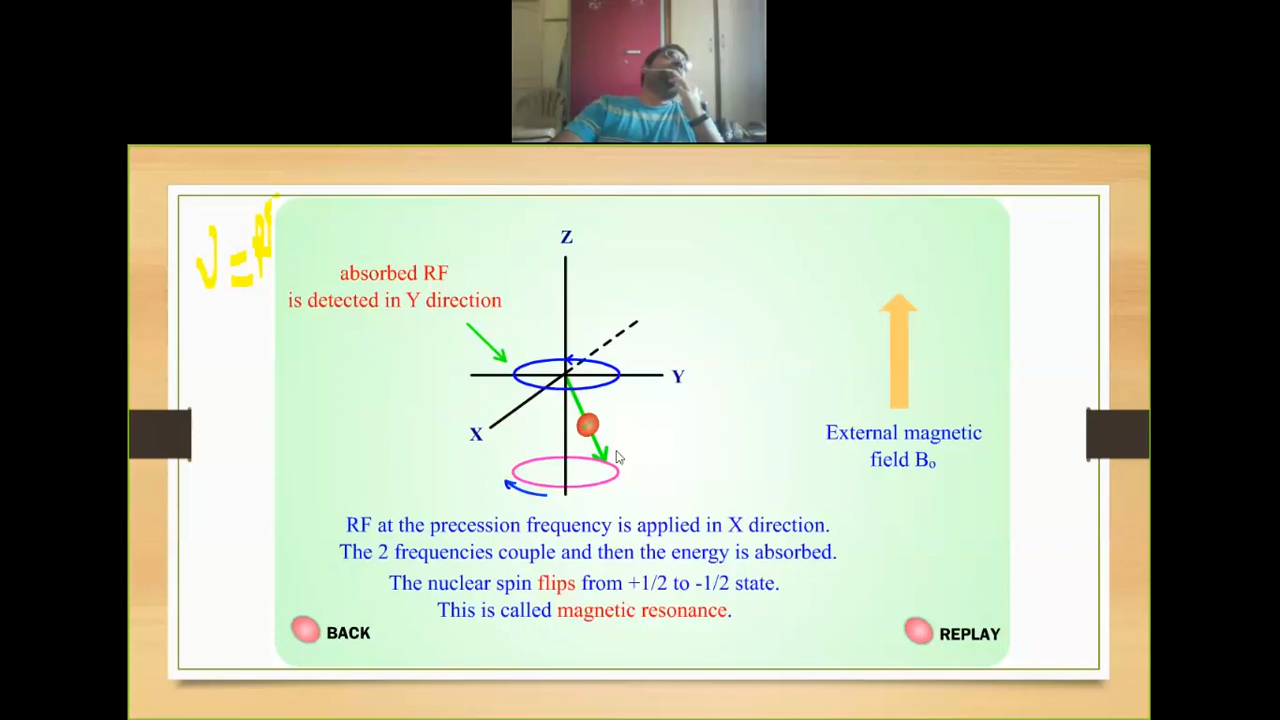 Z
absorbed RF
is detected in Y direction
Y
X
External magnetic
field Bₒ
RF at the precession frequency is applied in X direction.
The 2 frequencies couple and then the energy is absorbed.
The nuclear spin flips from +1/2 to -1/2 state.
This is called magnetic resonance.
BACK
REPLAY